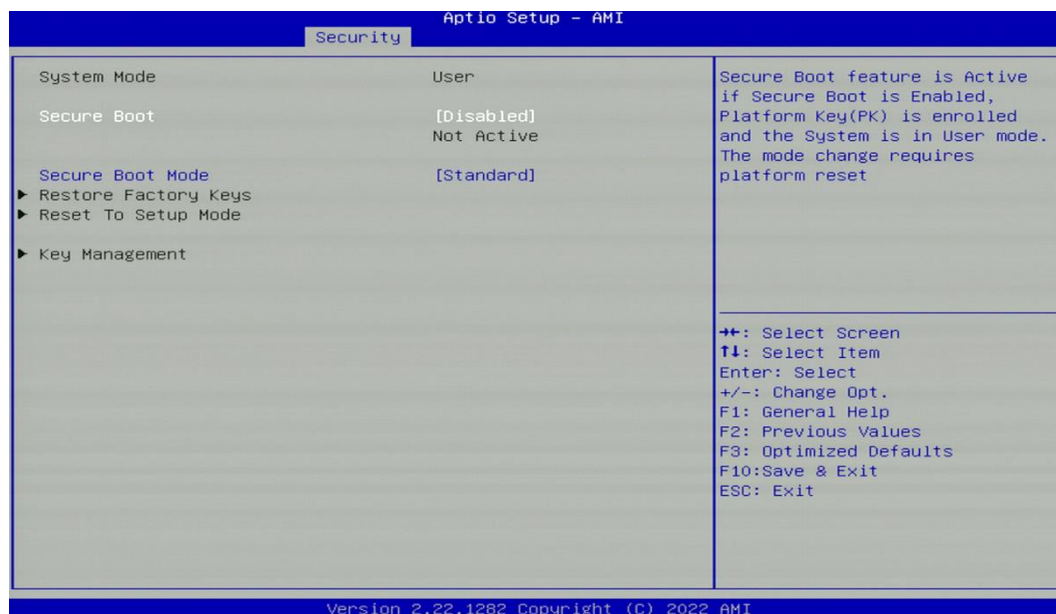 Aptio Setup – AMI
Security
System Mode User
Secure Boot [Disabled]
Not Active
Secure Boot Mode [Standard]
► Restore Factory Keys
► Reset To Setup Mode
► Key Management
Secure Boot feature is Active
if Secure Boot is Enabled,
Platform Key(PK) is enrolled
and the System is in User mode.
The mode change requires
platform reset
→←: Select Screen
↑↓: Select Item
Enter: Select
+/-: Change Opt.
F1: General Help
F2: Previous Values
F3: Optimized Defaults
F10:Save & Exit
ESC: Exit
Version 2.22.1282 Copyright (C) 2022 AMI